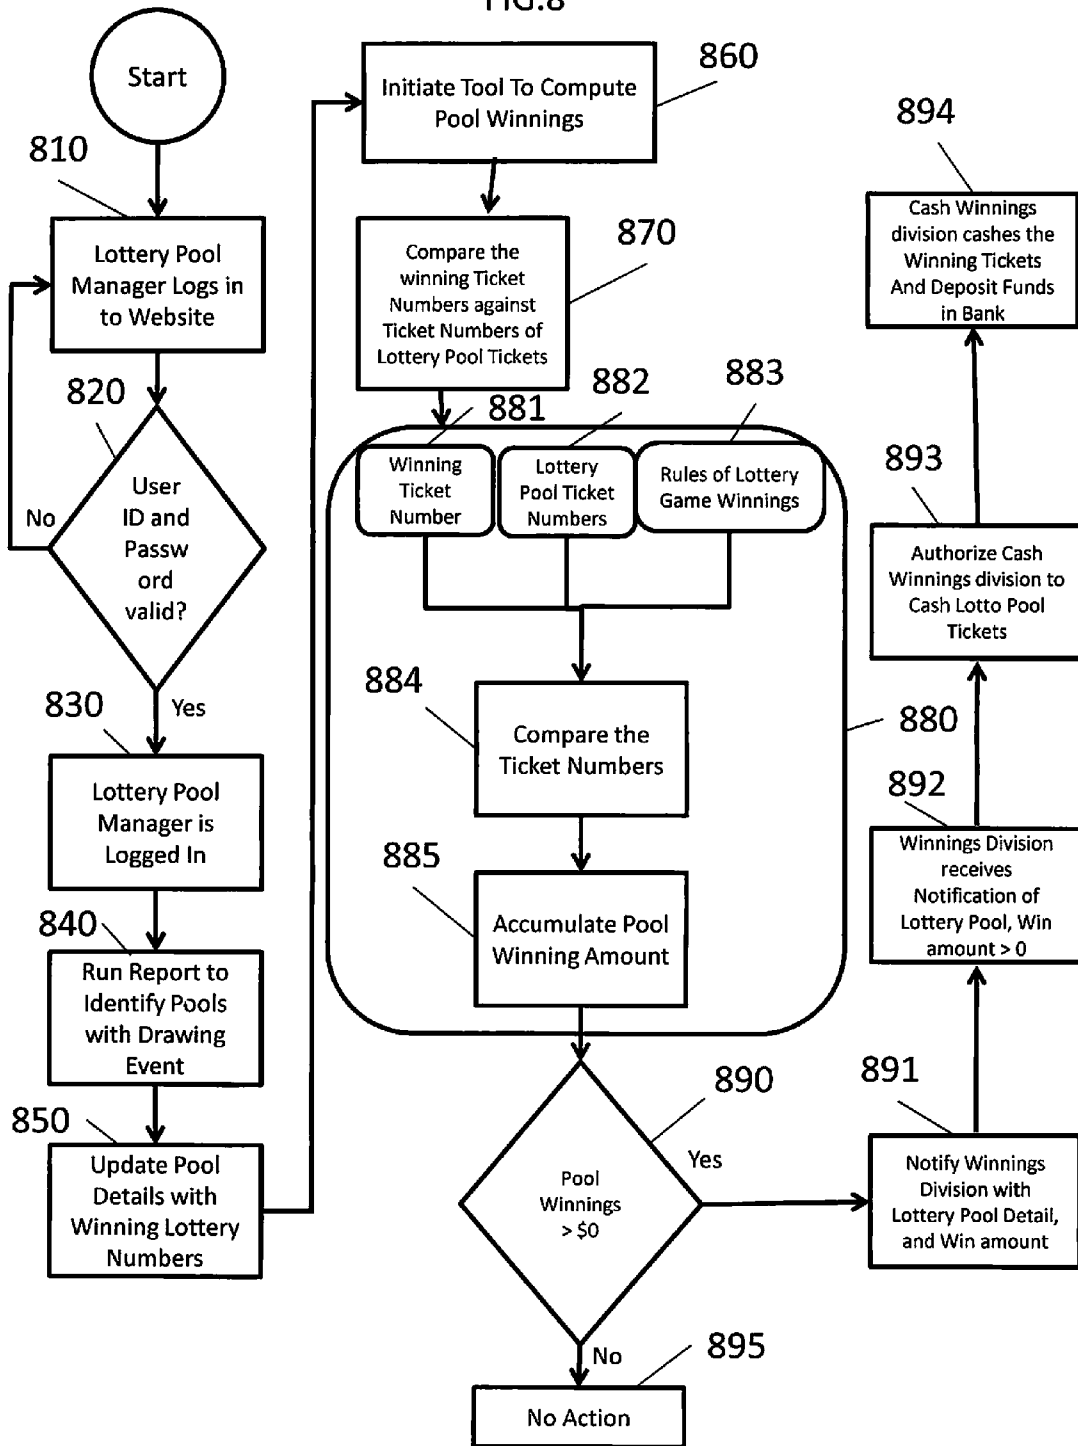 FIG.8
Start
810
Lottery Pool
Manager Logs in
to Website
820
User
ID and
Passw
ord
valid?
No
Yes
830
Lottery Pool
Manager is
Logged In
840
Run Report to
Identify Pools
with Drawing
Event
850
Update Pool
Details with
Winning Lottery
Numbers
860
Initiate Tool To Compute
Pool Winnings
870
Compare the
winning Ticket
Numbers against
Ticket Numbers of
Lottery Pool Tickets
880
881
Winning
Ticket
Number
882
Lottery
Pool Ticket
Numbers
883
Rules of Lottery
Game Winnings
884
Compare the
Ticket Numbers
885
Accumulate Pool
Winning Amount
890
Pool
Winnings
> $0
Yes
No
895
No Action
891
Notify Winnings
Division with
Lottery Pool Detail,
and Win amount
892
Winnings Division
receives
Notification of
Lottery Pool, Win
amount > 0
893
Authorize Cash
Winnings division to
Cash Lotto Pool
Tickets
894
Cash Winnings
division cashes the
Winning Tickets
And Deposit Funds
in Bank